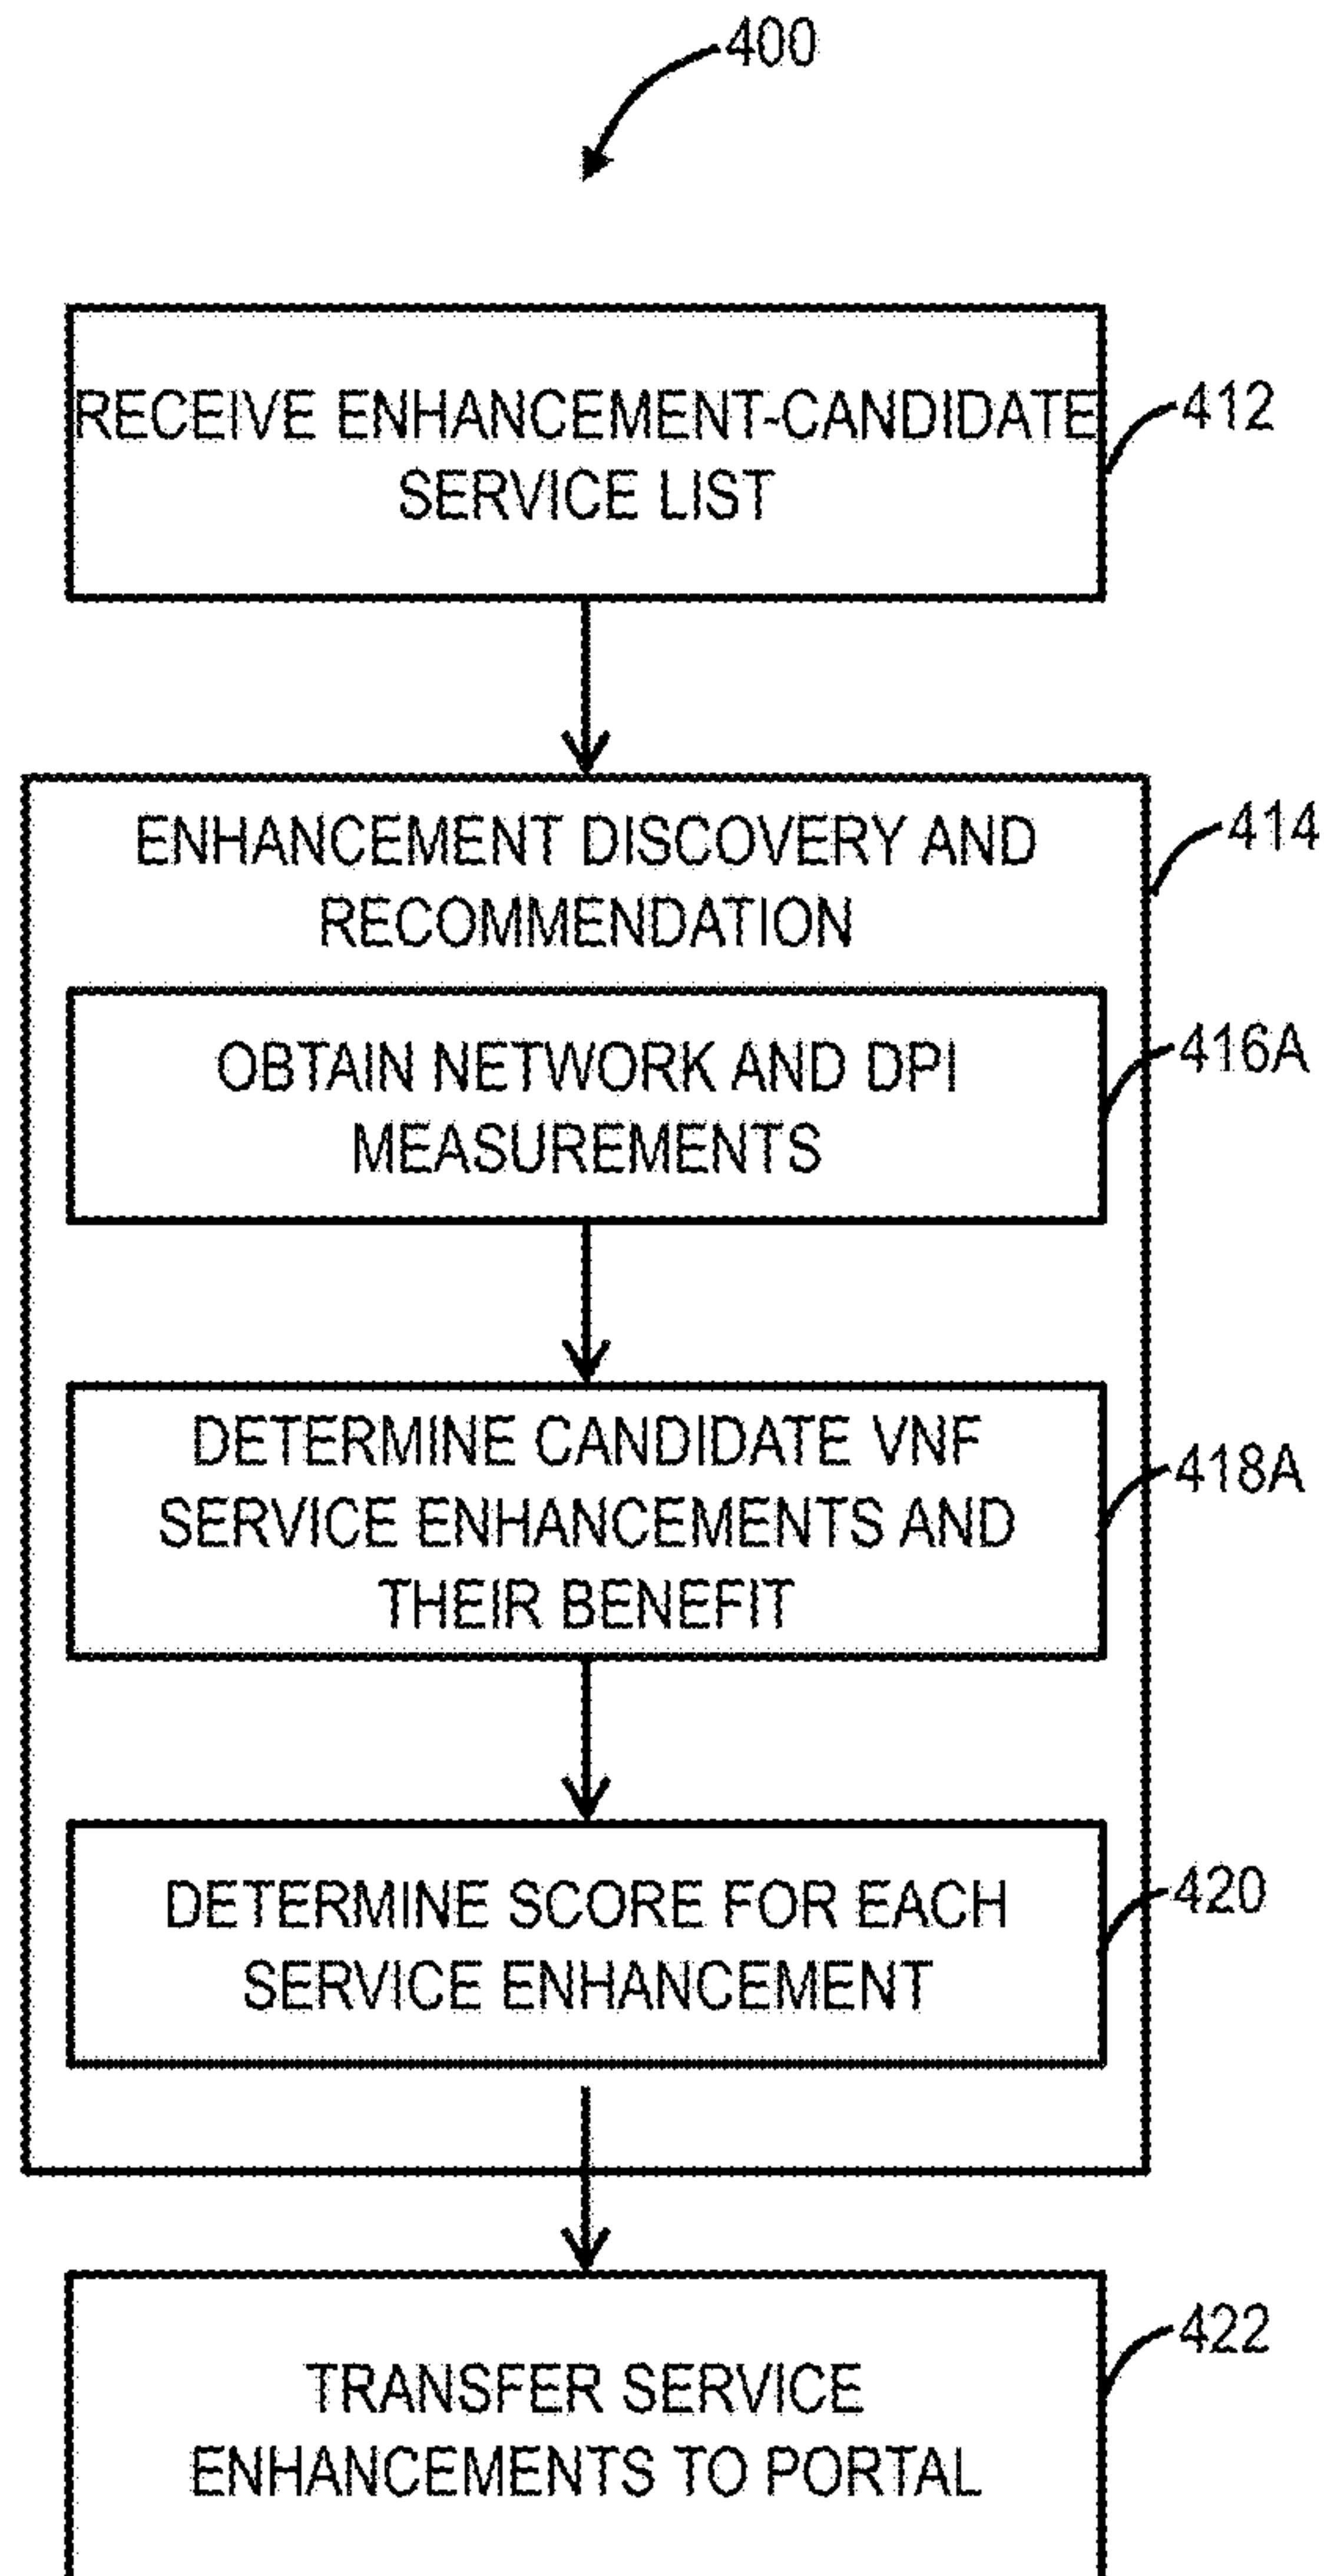 400
RECEIVE ENHANCEMENT-CANDIDATE
SERVICE LIST
412
ENHANCEMENT DISCOVERY AND
RECOMMENDATION
414
OBTAIN NETWORK AND DPI
MEASUREMENTS
416A
DETERMINE CANDIDATE VNF
SERVICE ENHANCEMENTS AND
THEIR BENEFIT
418A
DETERMINE SCORE FOR EACH
SERVICE ENHANCEMENT
420
TRANSFER SERVICE
ENHANCEMENTS TO PORTAL
422